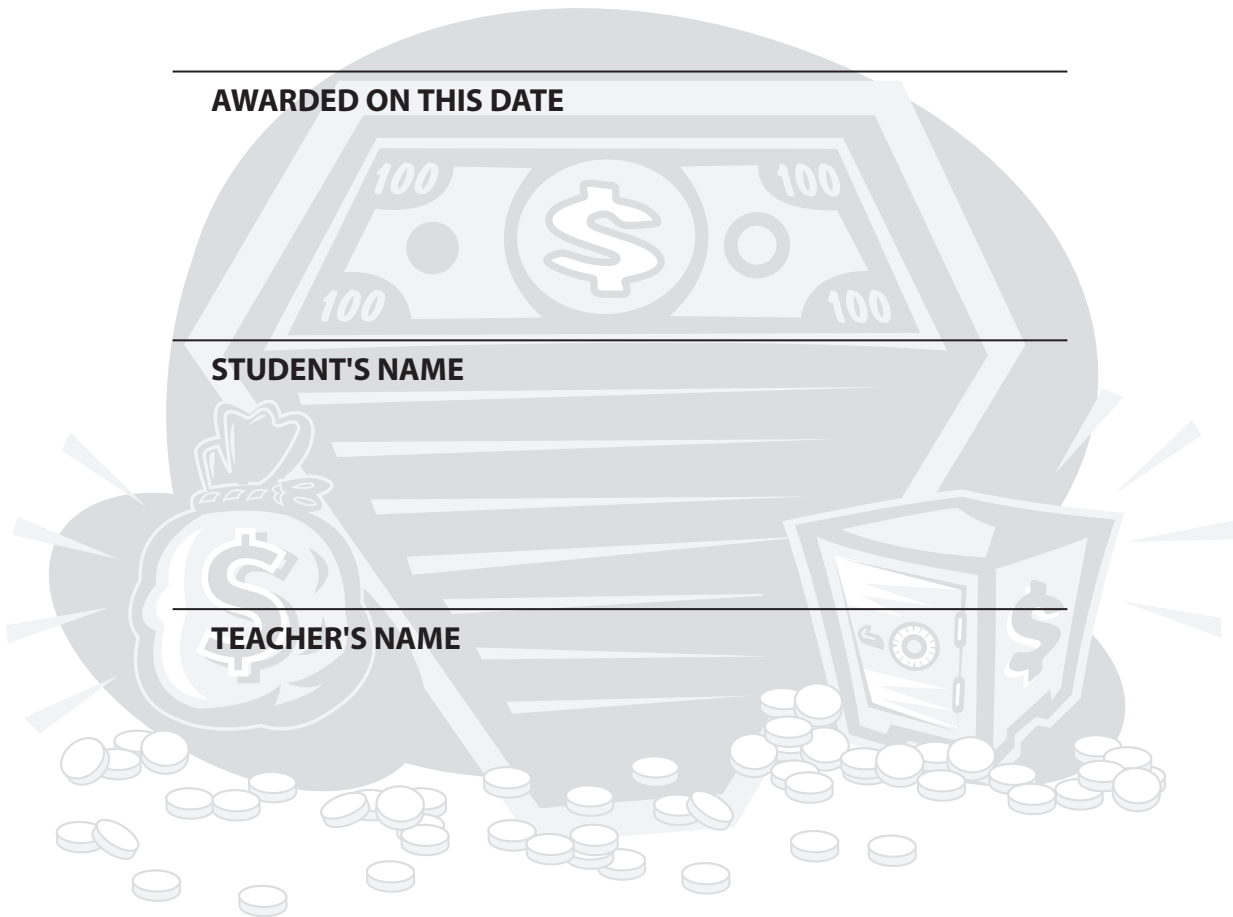 AWARDED ON THIS DATE
100 $ 100
100 100
STUDENT'S NAME
$
$
TEACHER'S NAME